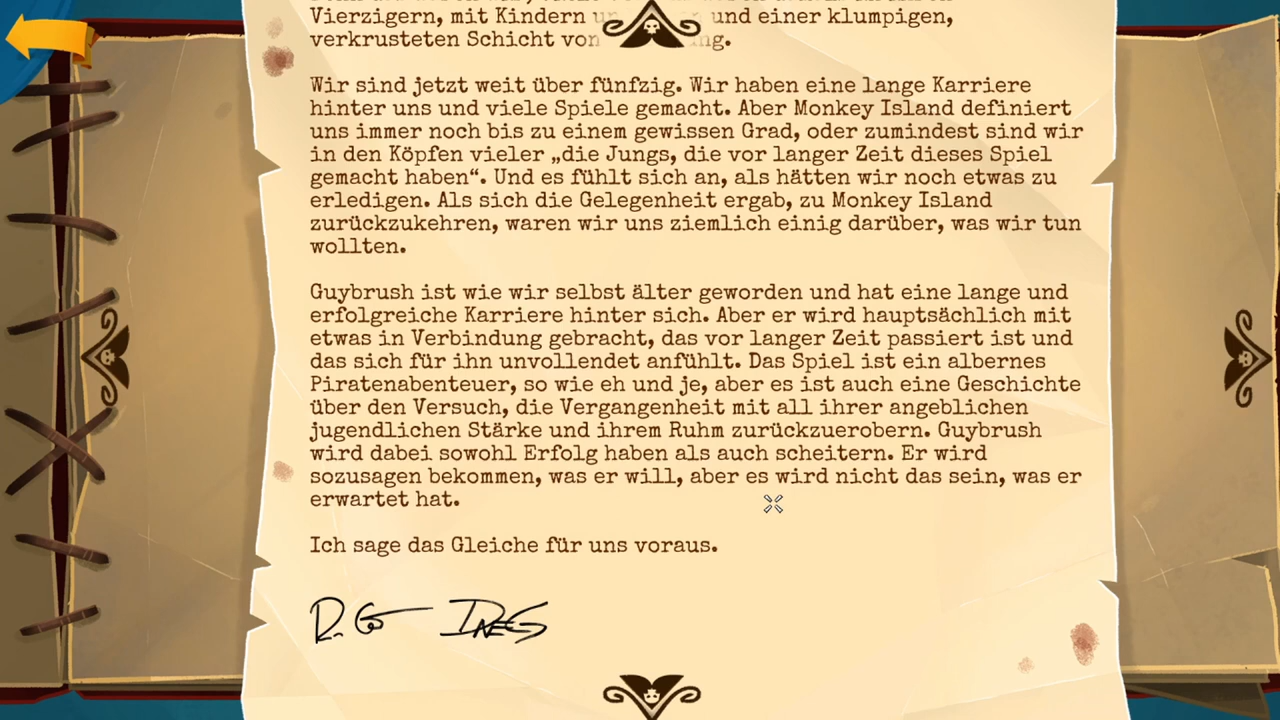 Vierzigern, mit Kindern und einer klumpigen,
verkrusteten Schicht von
Wir sind jetzt weit über fünfzig. Wir haben eine lange Karriere
hinter uns und viele Spiele gemacht. Aber Monkey Island definiert
uns immer noch bis zu einem gewissen Grad, oder zumindest sind wir
in den Köpfen vieler „die Jungs, die vor langer Zeit dieses Spiel
gemacht haben“. Und es fühlt sich an, als hätten wir noch etwas zu
erledigen. Als sich die Gelegenheit ergab, zu Monkey Island
zurückzukehren, waren wir uns ziemlich einig darüber, was wir tun
wollten.
Guybrush ist wie wir selbst älter geworden und hat eine lange und
erfolgreiche Karriere hinter sich. Aber er wird hauptsächlich mit
etwas in Verbindung gebracht, das vor langer Zeit passiert ist und
das sich für ihn unvollendet anfühlt. Das Spiel ist ein albernes
Piratenabenteuer, so wie eh und je, aber es ist auch eine Geschichte
über den Versuch, die Vergangenheit mit all ihrer angeblichen
jugendlichen Stärke und ihrem Ruhm zurückzuerobern. Guybrush
wird dabei sowohl Erfolg haben als auch scheitern. Er wird
sozusagen bekommen, was er will, aber es wird nicht das sein, was er
erwartet hat.
Ich sage das Gleiche für uns voraus.